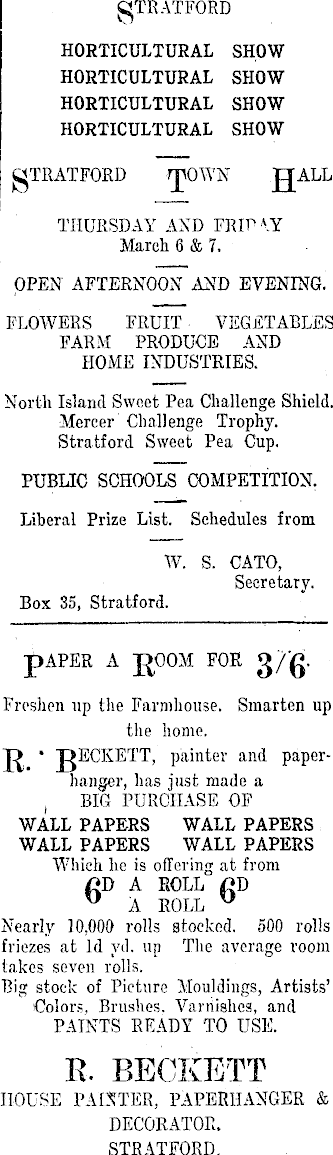 STRATFORD
HORTICULTURAL SHOW
HORTICULTURAL SHOW
HORTICULTURAL SHOW
HORTICULTURAL SHOW
STRATFORD TOWN HALL
THURSDAY AND FRIDAY
March 6 & 7.
OPEN AFTERNOON AND EVENING.
FLOWERS FRUIT VEGETABLES
FARM PRODUCE AND
HOME INDUSTRIES.
North Island Sweet Pea Challenge Shield.
Mercer Challenge Trophy.
Stratford Sweet Pea Cup.
PUBLIC SCHOOLS COMPETITION.
Liberal Prize List. Schedules from
W. S. CATO,
Secretary.
Box 35, Stratford.
PAPER A ROOM FOR 3/6.
Freshen up the Farmhouse. Smarten up
the home.
R. BECKETT, painter and paper-
hanger, has just made a
BIG PURCHASE OF
WALL PAPERS WALL PAPERS
WALL PAPERS WALL PAPERS
Which he is offering at from
6D A ROLL 6D
A ROLL
Nearly 10,000 rolls stocked. 500 rolls
friezes at 1d yd. up The average room
takes seven rolls.
Big stock of Picture Mouldings, Artists'
Colors, Brushes. Varnishes, and
PAINTS READY TO USE.
R. BECKETT
HOUSE PAINTER, PAPERHANGER &
DECORATOR.
STRATFORD.